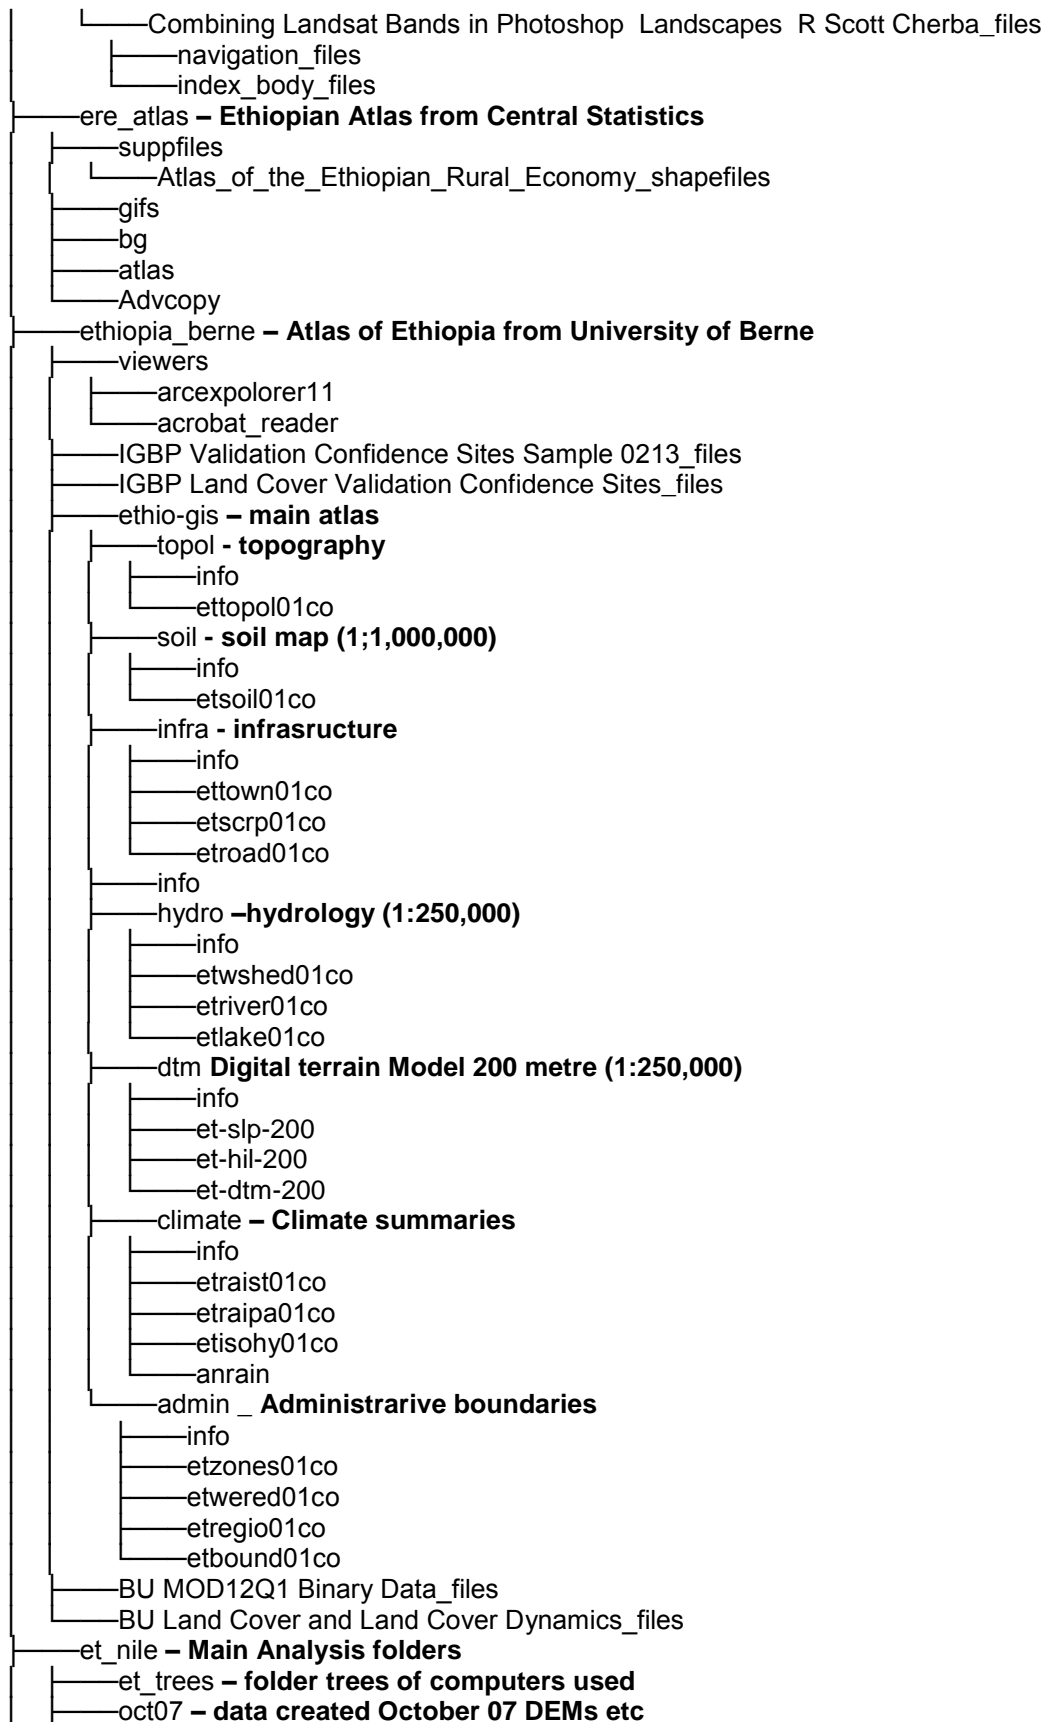 Combining Landsat Bands in Photoshop  Landscapes  R Scott Cherba_files
navigation_files
index_body_files
ere_atlas – Ethiopian Atlas from Central Statistics
suppfiles
Atlas_of_the_Ethiopian_Rural_Economy_shapefiles
gifs
bg
atlas
Advcopy
ethiopia_berne – Atlas of Ethiopia from University of Berne
viewers
arcexpolorer11
acrobat_reader
IGBP Validation Confidence Sites Sample 0213_files
IGBP Land Cover Validation Confidence Sites_files
ethio-gis – main atlas
topol - topography
info
ettopol01co
soil - soil map (1;1,000,000)
info
etsoil01co
infra - infrasructure
info
ettown01co
etscrp01co
etroad01co
info
hydro –hydrology (1:250,000)
info
etwshed01co
etriver01co
etlake01co
dtm Digital terrain Model 200 metre (1:250,000)
info
et-slp-200
et-hil-200
et-dtm-200
climate – Climate summaries
info
etraist01co
etraipa01co
etisohy01co
anrain
admin _ Administrarive boundaries
info
etzones01co
etwered01co
etregio01co
etbound01co
BU MOD12Q1 Binary Data_files
BU Land Cover and Land Cover Dynamics_files
et_nile – Main Analysis folders
et_trees – folder trees of computers used
oct07 – data created October 07 DEMs etc